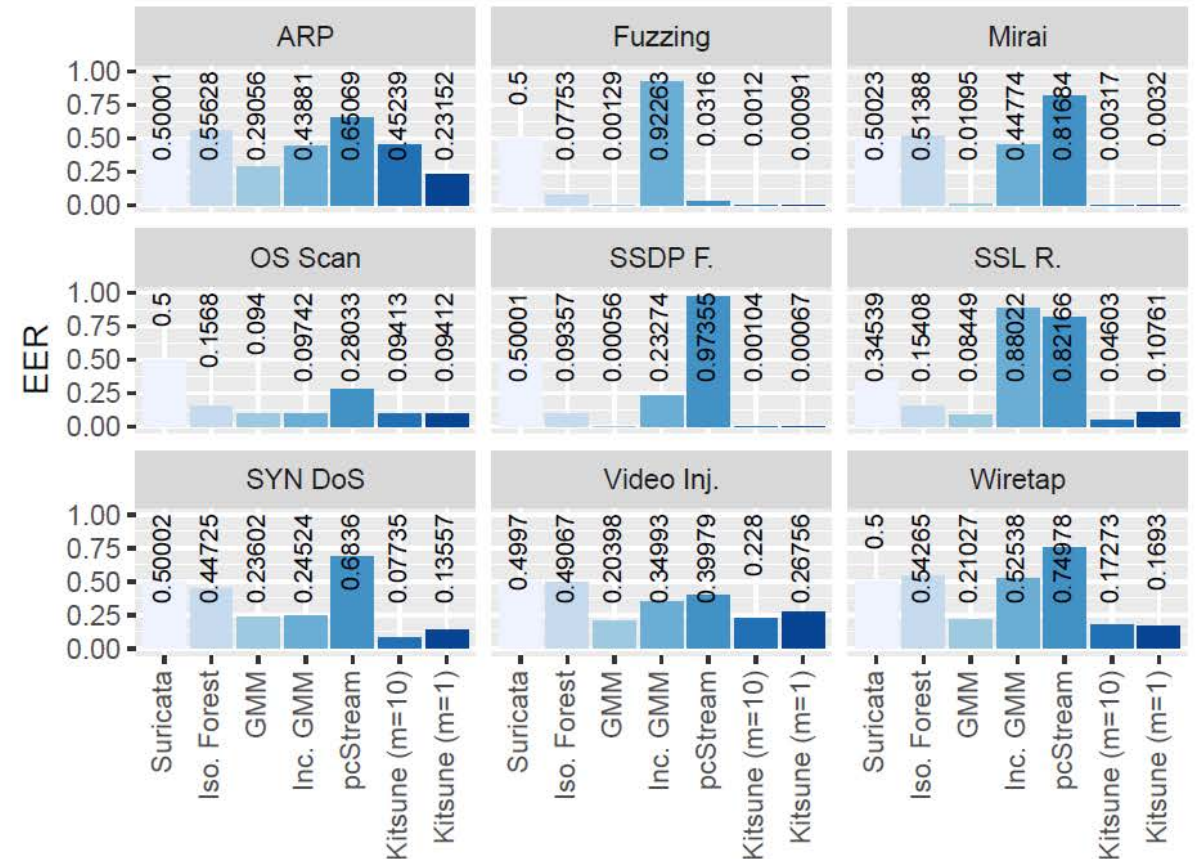 ARP
Fuzzing
Mirai
1.00
0.75
0.50
0.25
0.00
0.50001
0.55628
0.29056
0.43881
0.65069
0.45239
0.23152
0.5
0.07753
0.00129
0.92263
0.0316
0.00012
0.000091
0.50023
0.51388
0.01095
0.44774
0.81684
0.00317
0.0032
OS Scan
SSDP F.
SSL R.
EER
1.00
0.75
0.50
0.25
0.00
0.5
0.1568
0.094
0.09742
0.28033
0.09413
0.09412
0.50001
0.09357
0.00056
0.23274
0.97355
0.00104
0.00067
0.34539
0.15408
0.08449
0.88022
0.82166
0.04603
0.10761
SYN DoS
Video Inj.
Wiretap
1.00
0.75
0.50
0.25
0.00
0.50002
0.44725
0.23602
0.24524
0.6836
0.07735
0.13557
0.4997
0.49067
0.20398
0.34993
0.39979
0.228
0.26756
0.5
0.54265
0.21027
0.52538
0.74978
0.17273
0.1693
Suricata
Iso. Forest
GMM
Inc. GMM
pcStream
Kitsune (m=10)
Kitsune (m=1)
Suricata
Iso. Forest
GMM
Inc. GMM
pcStream
Kitsune (m=10)
Kitsune (m=1)
Suricata
Iso. Forest
GMM
Inc. GMM
pcStream
Kitsune (m=10)
Kitsune (m=1)